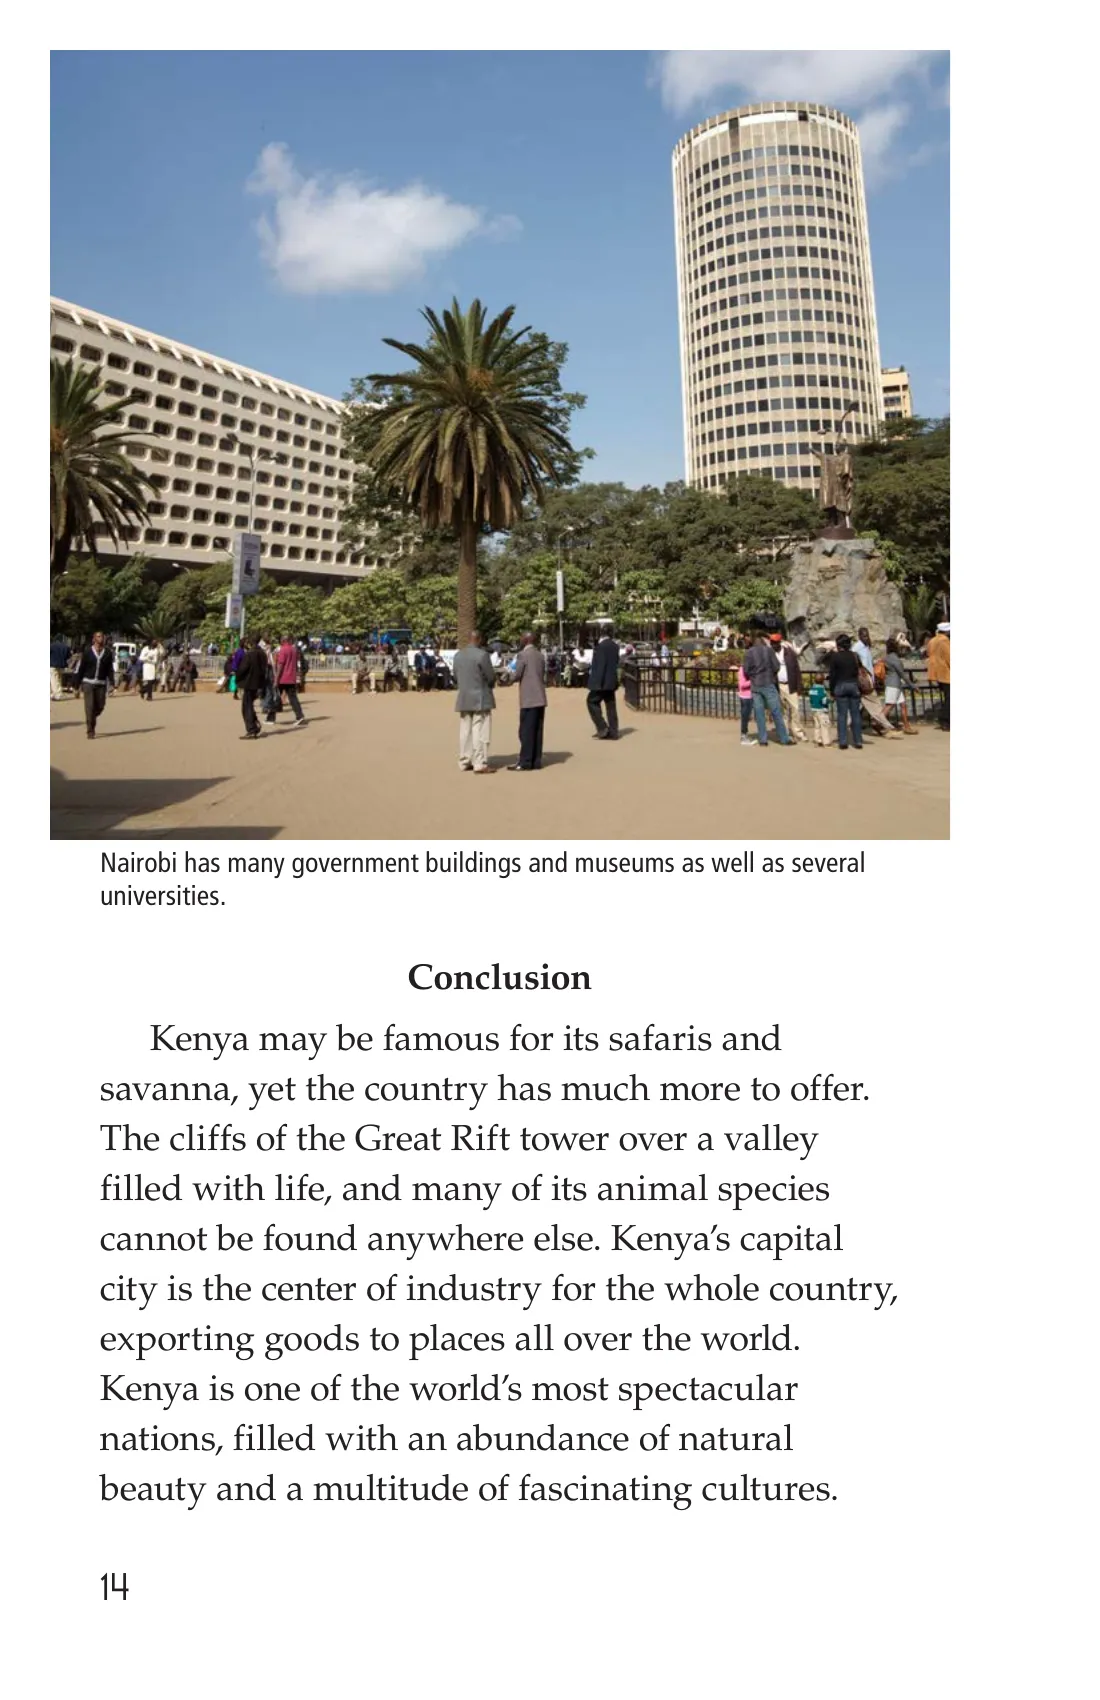 Nairobi has many government buildings and museums as well as several
universities.
Conclusion
Kenya may be famous for its safaris and
savanna, yet the country has much more to offer.
The cliffs of the Great Rift tower over a valley
filled with life, and many of its animal species
cannot be found anywhere else. Kenya’s capital
city is the center of industry for the whole country,
exporting goods to places all over the world.
Kenya is one of the world’s most spectacular
nations, filled with an abundance of natural
beauty and a multitude of fascinating cultures.
14